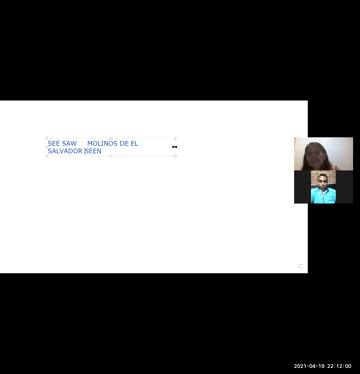 SEE SAW MOLINOS DE EL
SALVADOR SEEN
2021-04-19 22:12:00